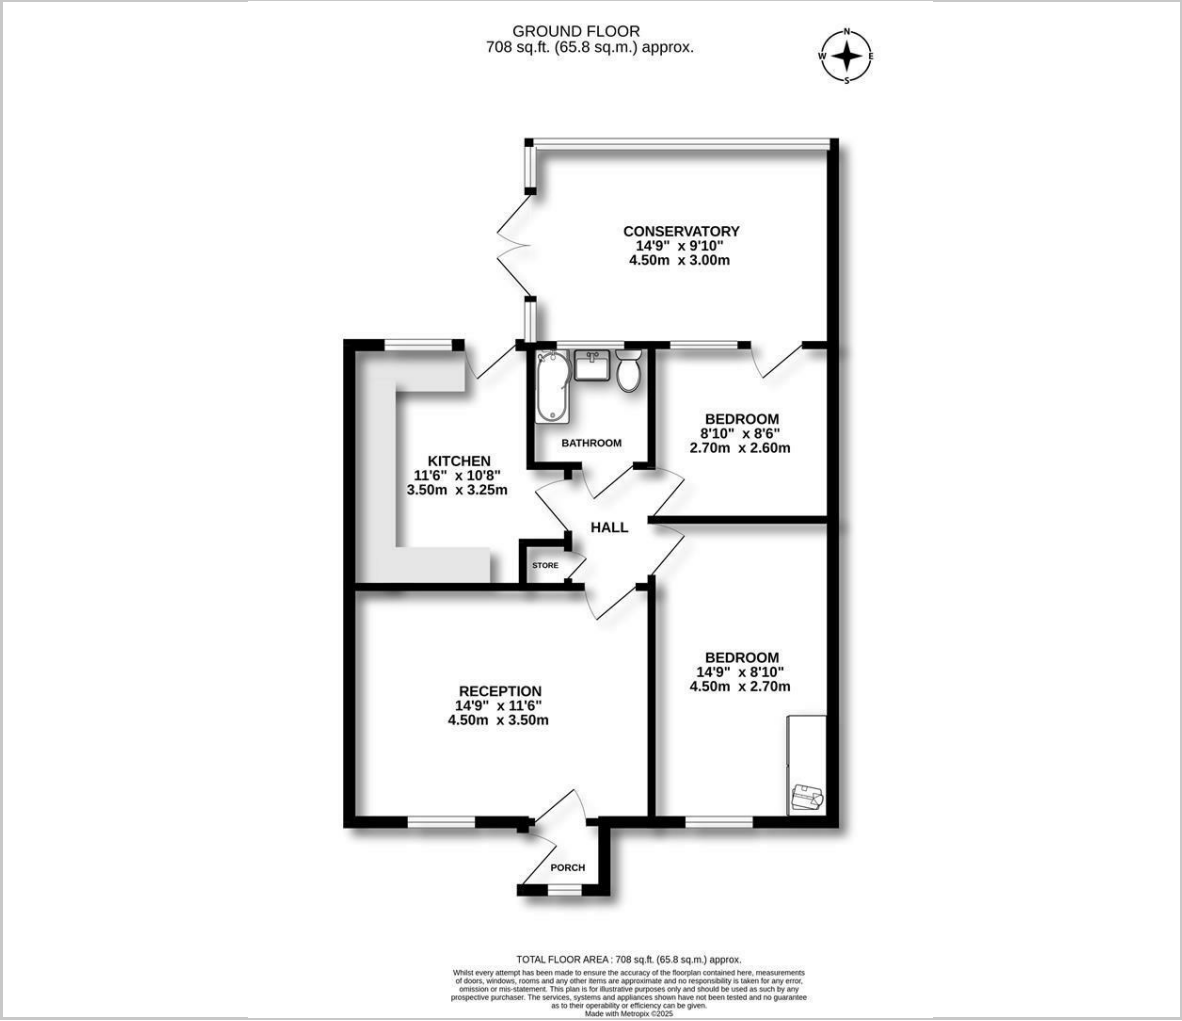 GROUND FLOOR
708 sq.ft. (65.8 sq.m.) approx.
N
W E
S
CONSERVATORY
14'9" x 9'10"
4.50m x 3.00m
BEDROOM
8'10" x 8'6"
2.70m x 2.60m
BATHROOM
KITCHEN
11'6" x 10'8"
3.50m x 3.25m
HALL
STORE
BEDROOM
14'9" x 8'10"
4.50m x 2.70m
RECEPTION
14'9" x 11'6"
4.50m x 3.50m
PORCH
TOTAL FLOOR AREA : 708 sq.ft. (65.8 sq.m.) approx.
Whilst every attempt has been made to ensure the accuracy of the floorplan contained here, measurements
of doors, windows, rooms and any other items are approximate and no responsibility is taken for any error,
omission or mis-statement. This plan is for illustrative purposes only and should be used as such by any
prospective purchaser. The services, systems and appliances shown have not been tested and no guarantee
as to their operability or efficiency can be given.
Made with Metropix ©2025